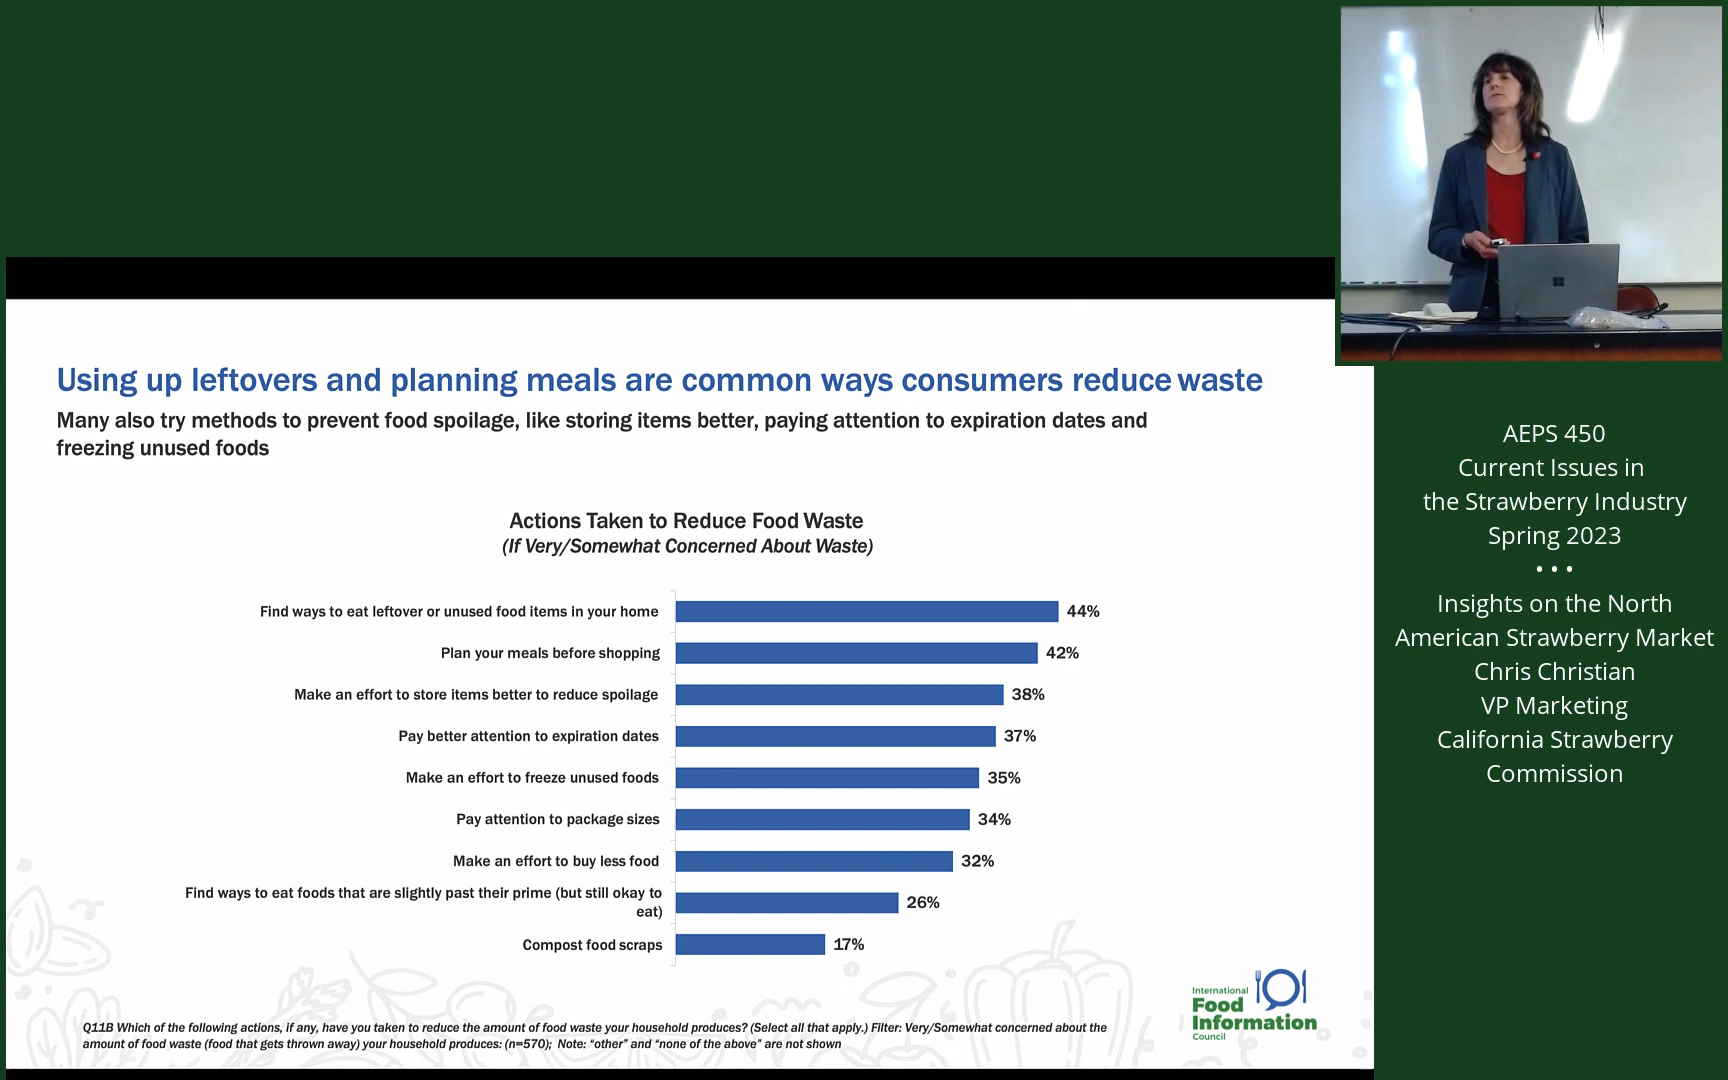 Using up leftovers and planning meals are common ways consumers reduce waste
Many also try methods to prevent food spoilage, like storing items better, paying attention to expiration dates and
freezing unused foods
Actions Taken to Reduce Food Waste
(If Very/Somewhat Concerned About Waste)
Find ways to eat leftover or unused food items in your home 44%
Plan your meals before shopping 42%
Make an effort to store items better to reduce spoilage 38%
Pay better attention to expiration dates 37%
Make an effort to freeze unused foods 35%
Pay attention to package sizes 34%
Make an effort to buy less food 32%
Find ways to eat foods that are slightly past their prime (but still okay to
eat) 26%
Compost food scraps 17%
Q11B Which of the following actions, if any, have you taken to reduce the amount of food waste your household produces? (Select all that apply.) Filter: Very/Somewhat concerned about the
amount of food waste (food that gets thrown away) your household produces: (n=570); Note: “other” and “none of the above” are not shown
International
Food
Information
Council
AEPS 450
Current Issues in
the Strawberry Industry
Spring 2023
• • •
Insights on the North
American Strawberry Market
Chris Christian
VP Marketing
California Strawberry
Commission